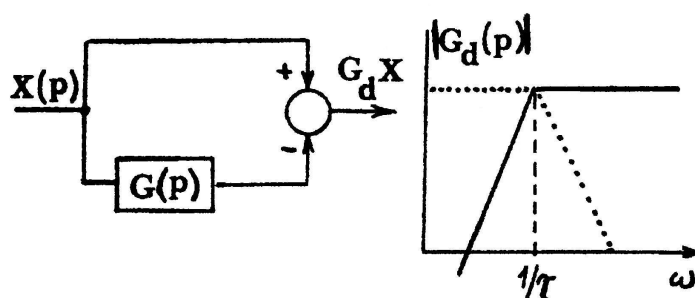 X(p)
+
G_d X
-
G(p)
|G_d(p)|
1/τ
ω